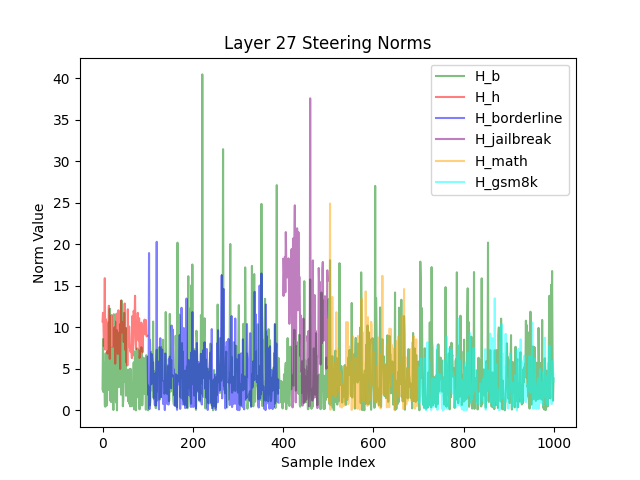 Layer 27 Steering Norms
Norm Value
40
35
30
25
20
15
10
5
0
H_b
H_h
H_borderline
H_jailbreak
H_math
H_gsm8k
0
200
400
600
800
1000
Sample Index